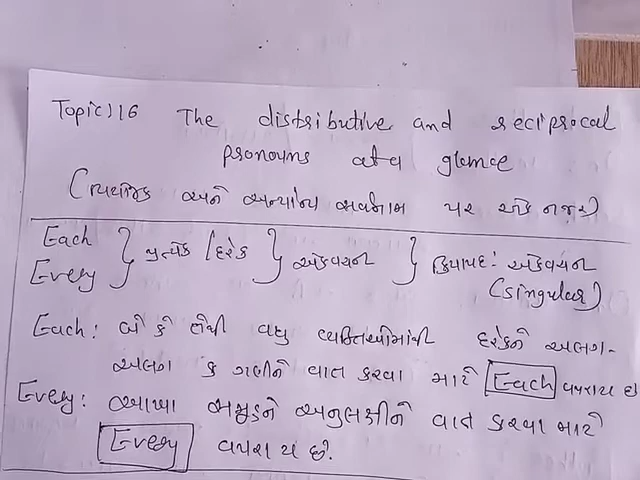 Topic) 16 The distributive and reciprocal
pronouns at a glance
અને અન્યોન્ય સર્વનામ પર એક નજર)
Each
Every } પ્રત્યેક / દરેક } એકવચન } ક્રિયાપદ: એકવચન
(singular)
Each: બે કે તેથી વધુ વ્યક્તિઓમાંથી દરેકને અલગ-
અલગ ગણીને વાત કરવા માટે Each વપરાય છે
Every: આખા સમૂહને અનુલક્ષીને વાત કરવા માટે
Every વપરાય છે.